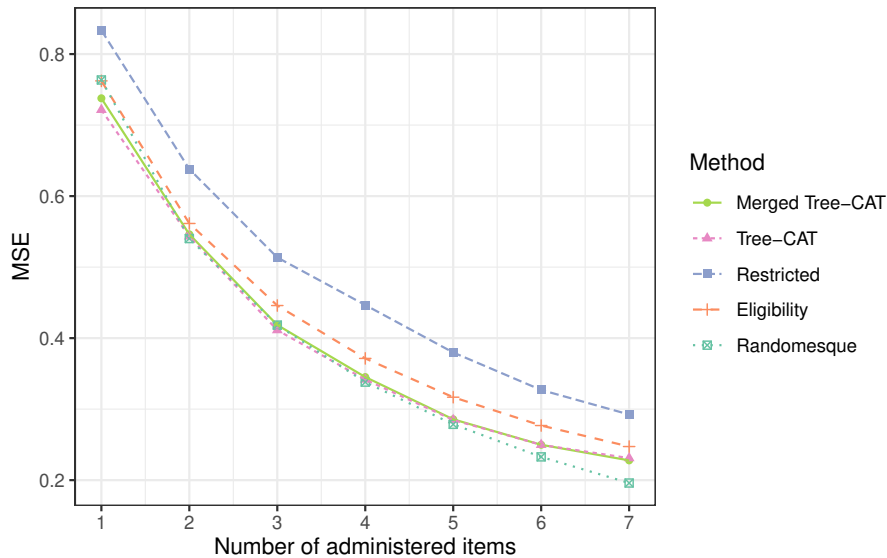 MSE
0.8
0.6
0.4
0.2
1 2 3 4 5 6 7
Number of administered items
Method
Merged Tree−CAT
Tree−CAT
Restricted
Eligibility
Randomesque